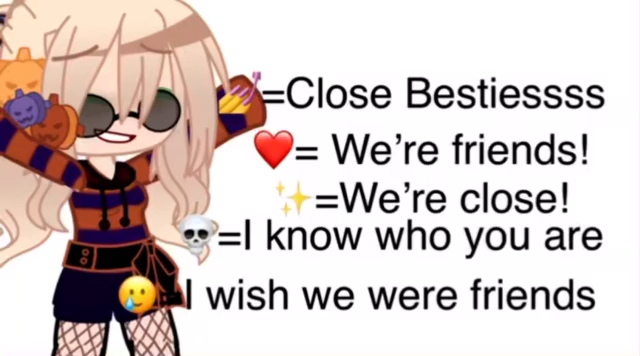 💅=Close Bestiessss
❤️= We're friends!
✨=We're close!
💀=I know who you are
🥲=I wish we were friends